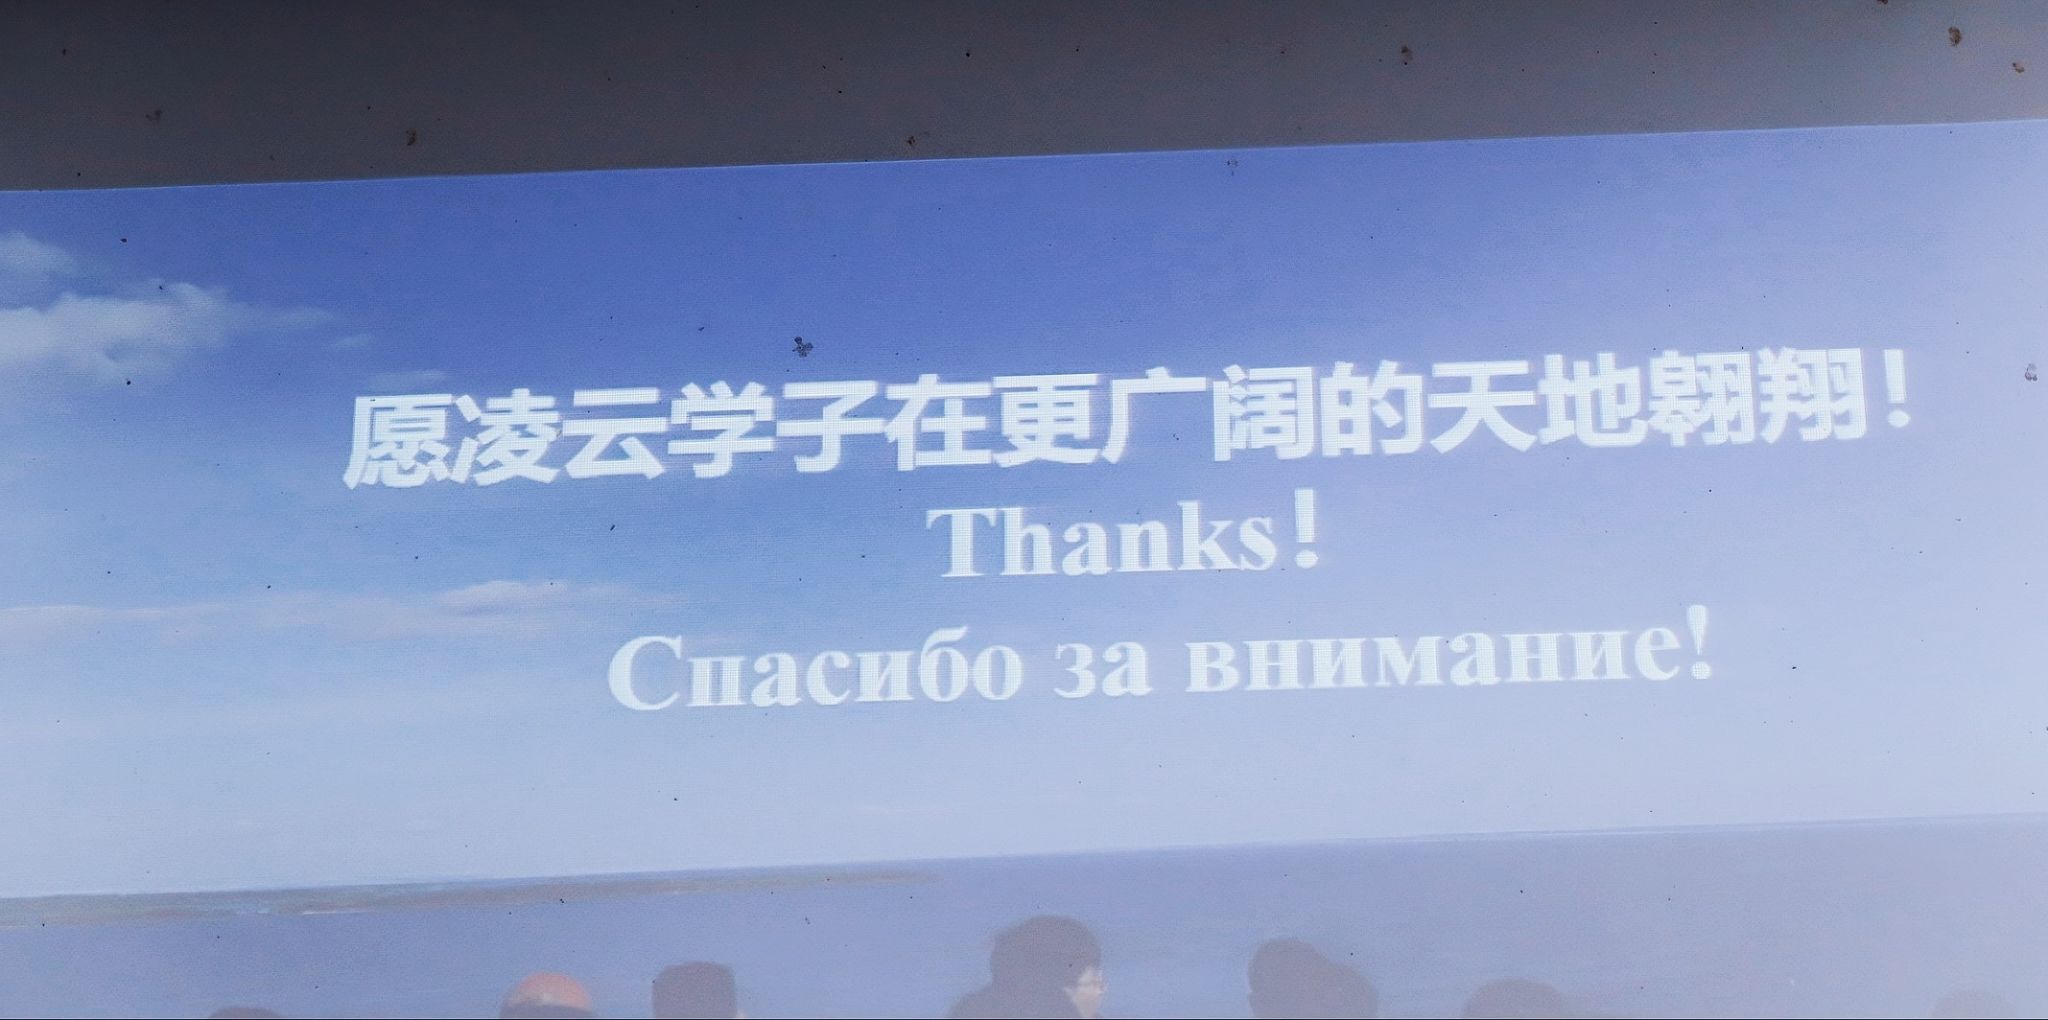 愿凌云学子在更广阔的天地翱翔！
Thanks！
Спасибо за внимание!